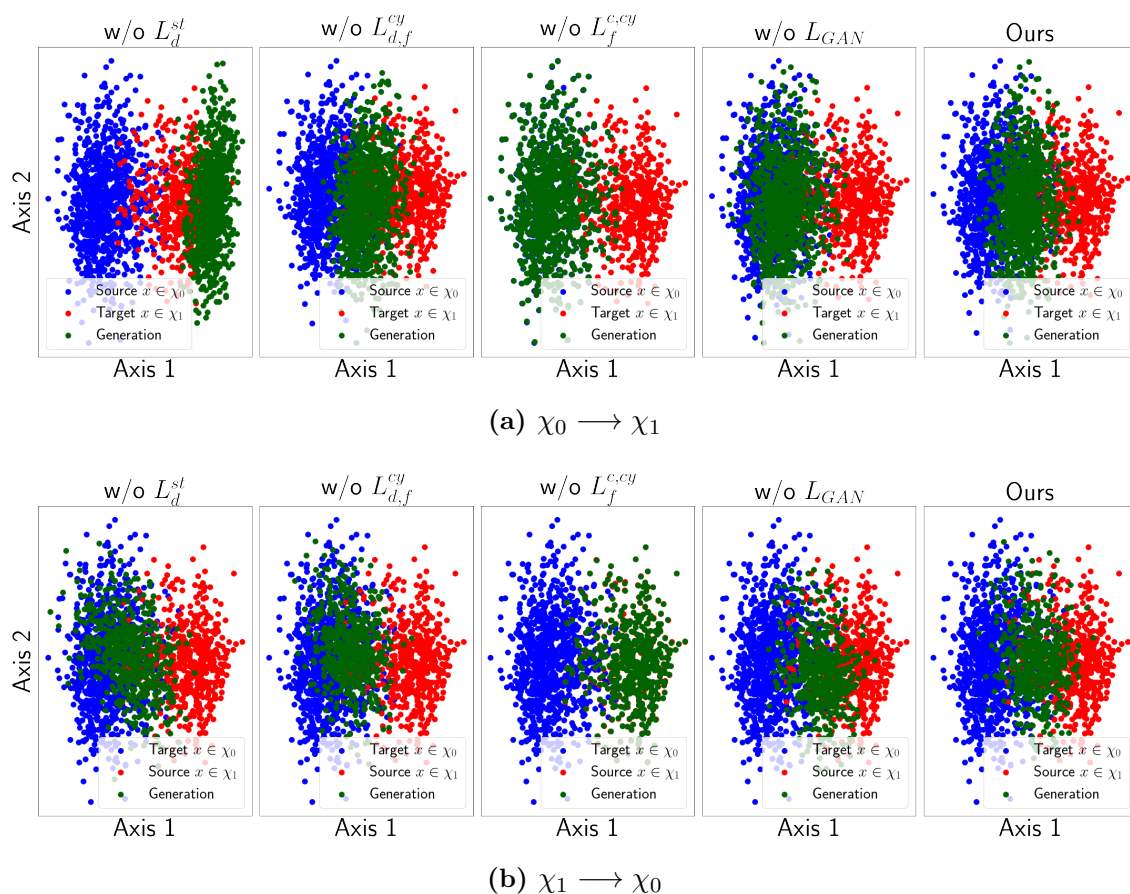 w/o $L_d^{st}$
w/o $L_{d,f}^{cy}$
w/o $L_f^{c,cy}$
w/o $L_{GAN}$
Ours
Axis 2
Source $x \in \chi_0$
Target $x \in \chi_1$
Generation
Source $x \in \chi_0$
Target $x \in \chi_1$
Generation
Source $x \in \chi_0$
Target $x \in \chi_1$
Generation
Source $x \in \chi_0$
Target $x \in \chi_1$
Generation
Source $x \in \chi_0$
Target $x \in \chi_1$
Generation
Axis 1
Axis 1
Axis 1
Axis 1
Axis 1
(a) $\chi_0 \longrightarrow \chi_1$
w/o $L_d^{st}$
w/o $L_{d,f}^{cy}$
w/o $L_f^{c,cy}$
w/o $L_{GAN}$
Ours
Axis 2
Target $x \in \chi_0$
Source $x \in \chi_1$
Generation
Target $x \in \chi_0$
Source $x \in \chi_1$
Generation
Target $x \in \chi_0$
Source $x \in \chi_1$
Generation
Target $x \in \chi_0$
Source $x \in \chi_1$
Generation
Target $x \in \chi_0$
Source $x \in \chi_1$
Generation
Axis 1
Axis 1
Axis 1
Axis 1
Axis 1
(b) $\chi_1 \longrightarrow \chi_0$